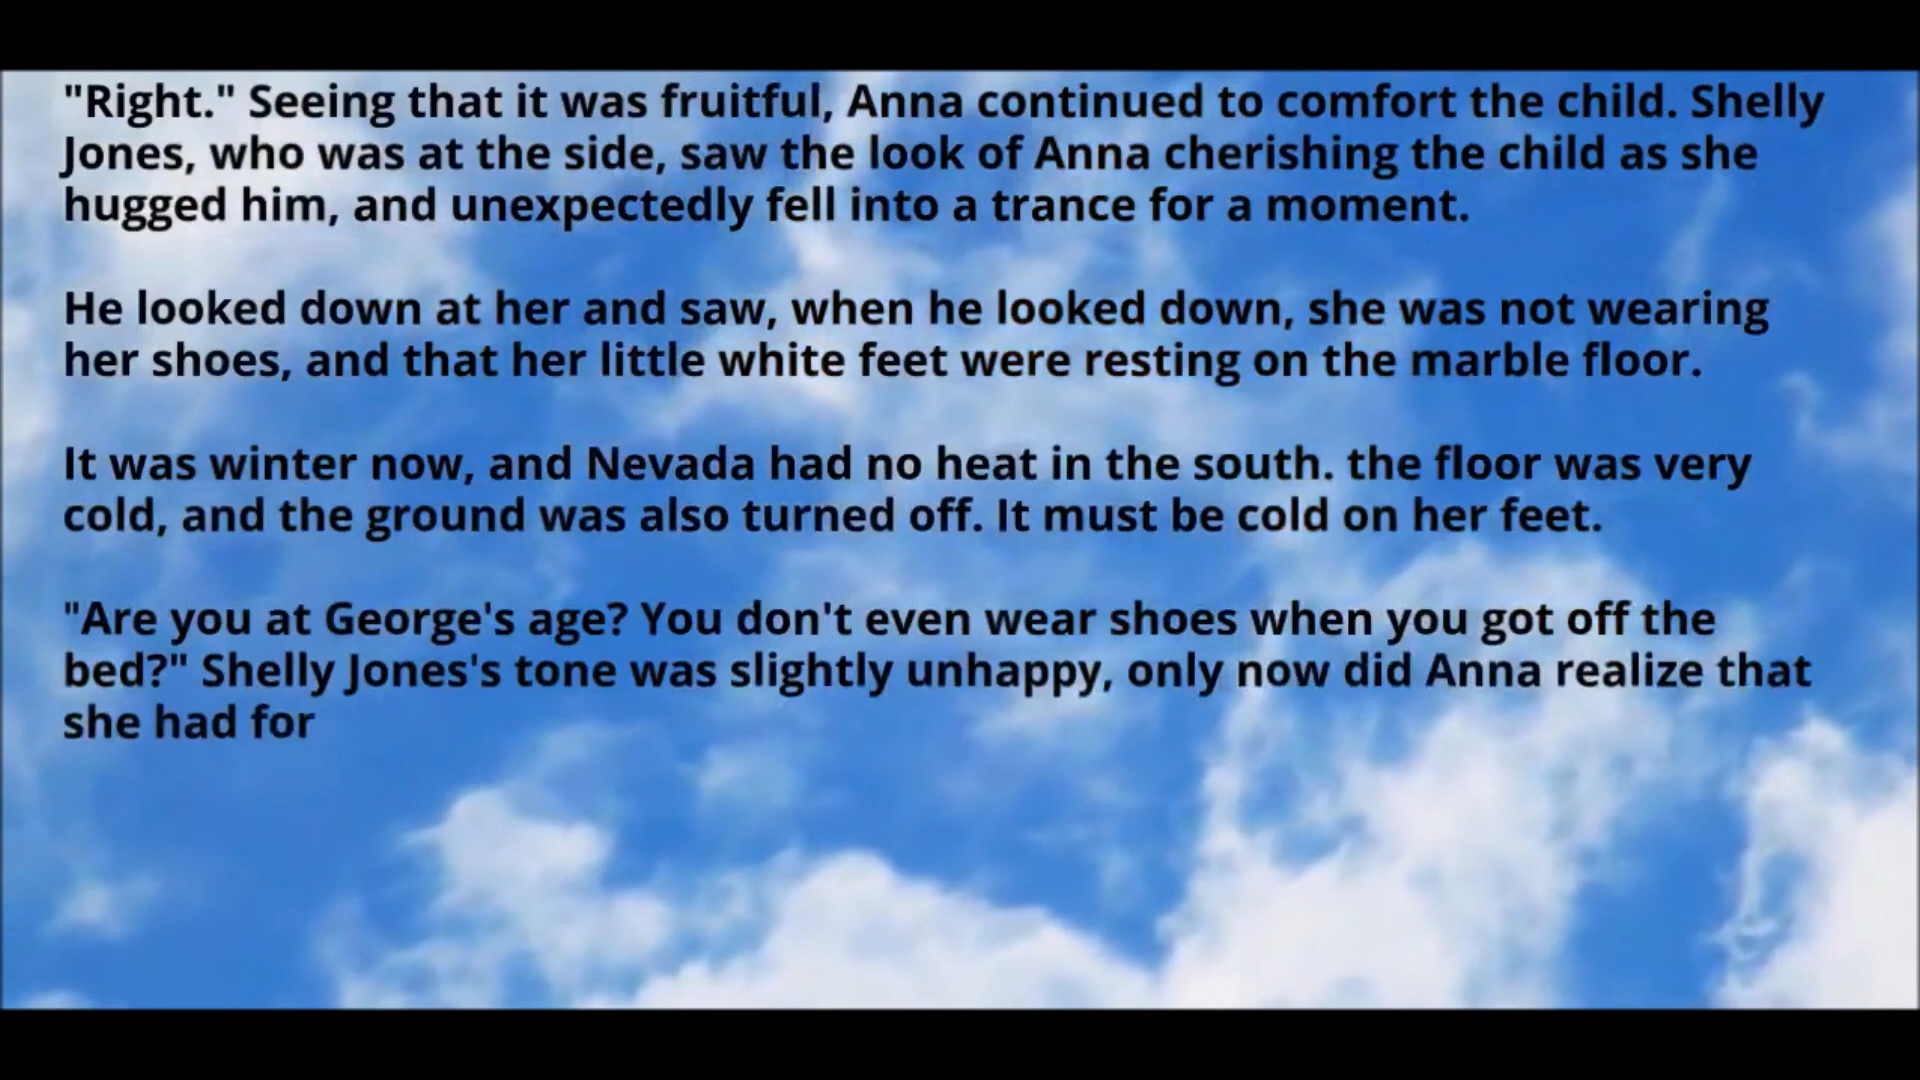 "Right." Seeing that it was fruitful, Anna continued to comfort the child. Shelly
Jones, who was at the side, saw the look of Anna cherishing the child as she
hugged him, and unexpectedly fell into a trance for a moment.
He looked down at her and saw, when he looked down, she was not wearing
her shoes, and that her little white feet were resting on the marble floor.
It was winter now, and Nevada had no heat in the south. the floor was very
cold, and the ground was also turned off. It must be cold on her feet.
"Are you at George's age? You don't even wear shoes when you got off the
bed?" Shelly Jones's tone was slightly unhappy, only now did Anna realize that
she had for